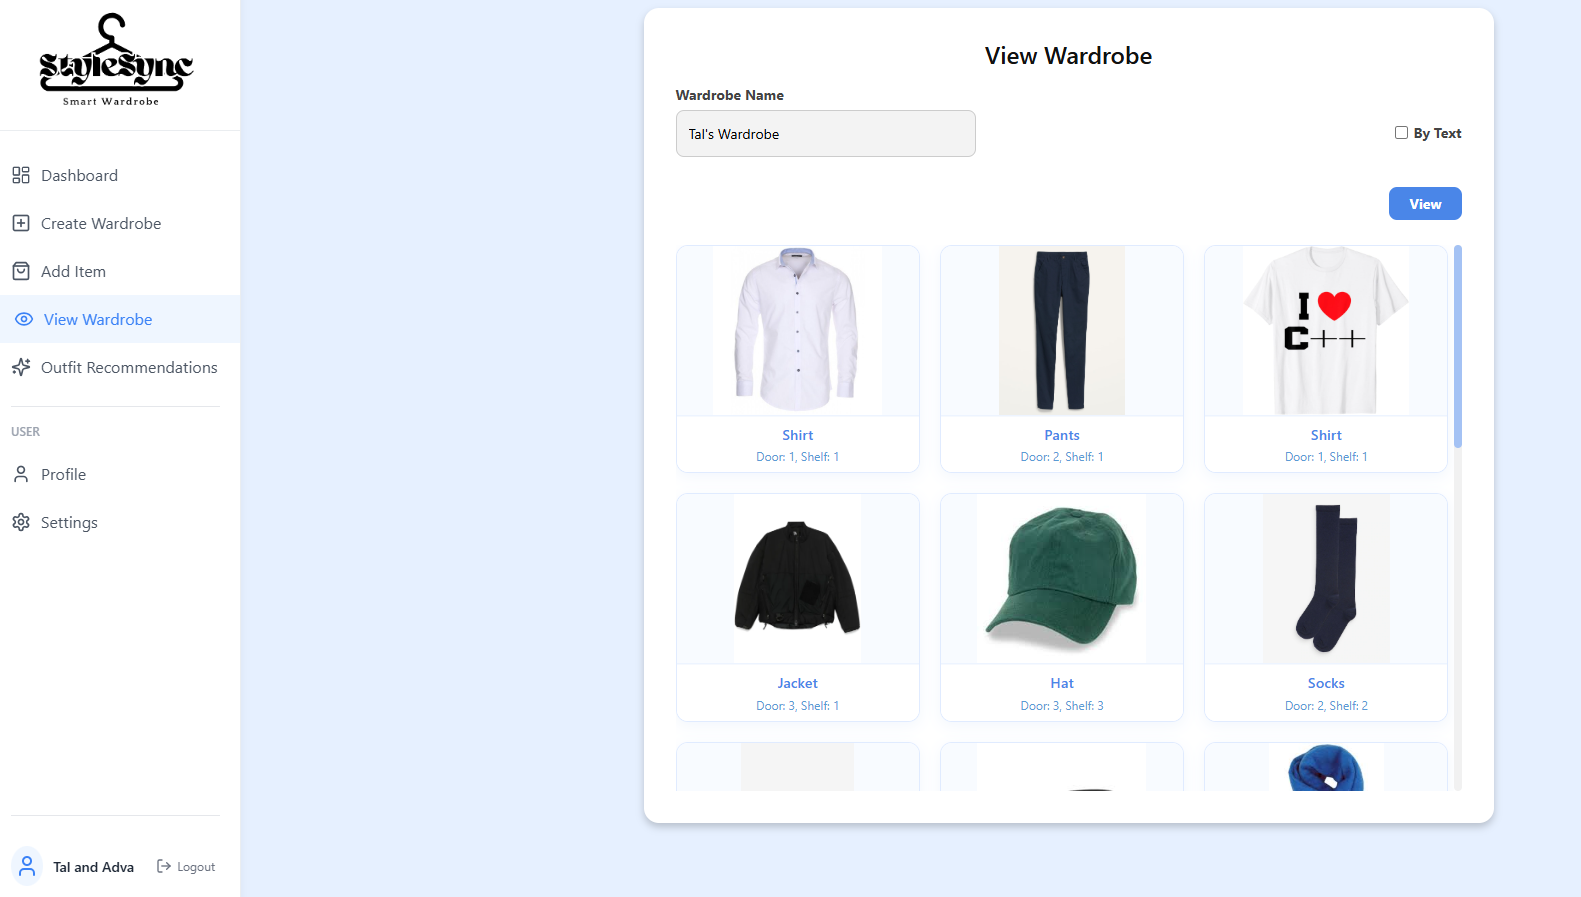 StyleSync
Smart Wardrobe
Dashboard
Create Wardrobe
Add Item
View Wardrobe
Outfit Recommendations
USER
Profile
Settings
Tal and Adva
Logout
View Wardrobe
Wardrobe Name
Tal's Wardrobe
By Text
View
I
C++
Shirt
Door: 1, Shelf: 1
Pants
Door: 2, Shelf: 1
Shirt
Door: 1, Shelf: 1
Jacket
Door: 3, Shelf: 1
Hat
Door: 3, Shelf: 3
Socks
Door: 2, Shelf: 2